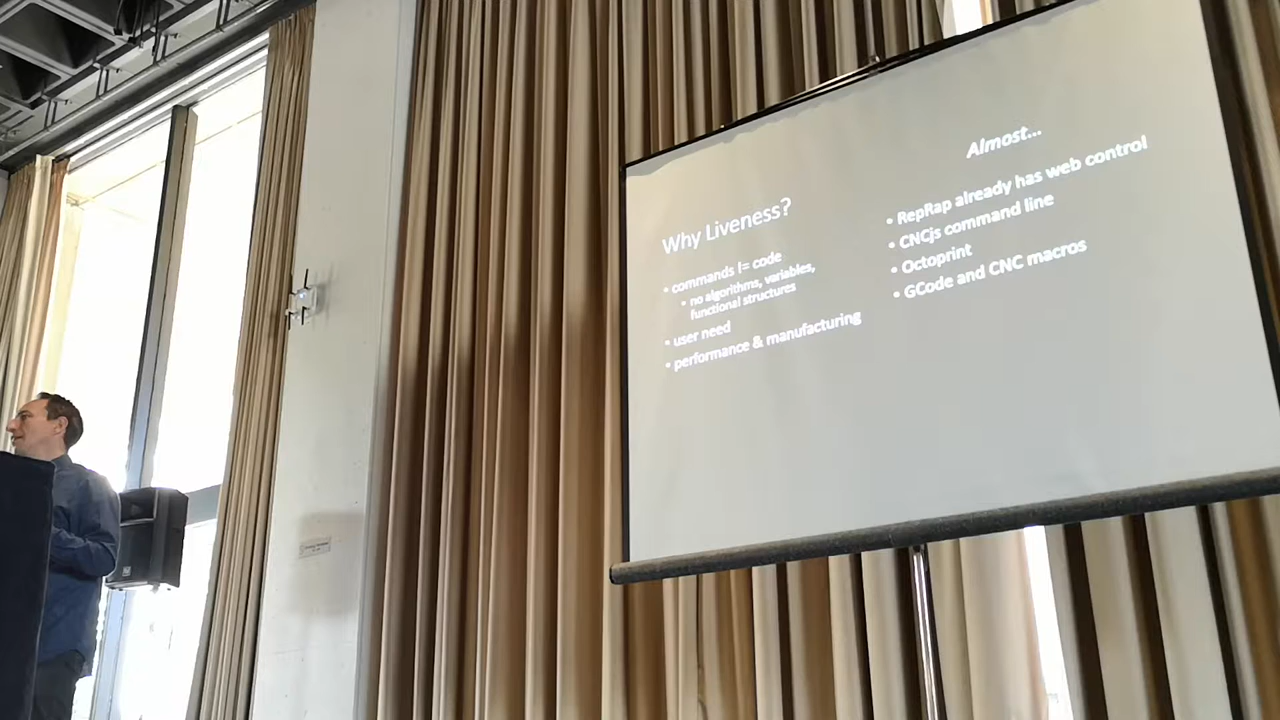 Why Liveness?
• commands != code
• no algorithms, variables,
functional structures
• user need
• performance & manufacturing
Almost...
• RepRap already has web control
• CNCjs command line
• Octoprint
• GCode and CNC macros